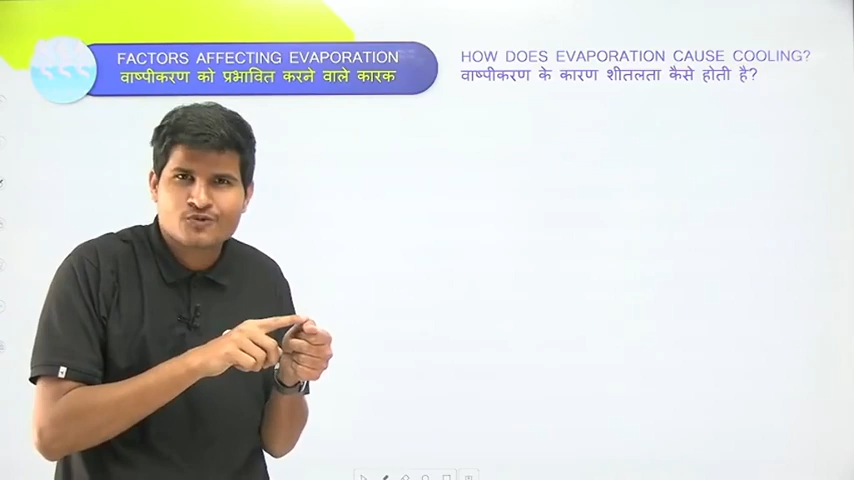 FACTORS AFFECTING EVAPORATION
वाष्पीकरण को प्रभावित करने वाले कारक
HOW DOES EVAPORATION CAUSE COOLING?
वाष्पीकरण के कारण शीतलता कैसे होती है?